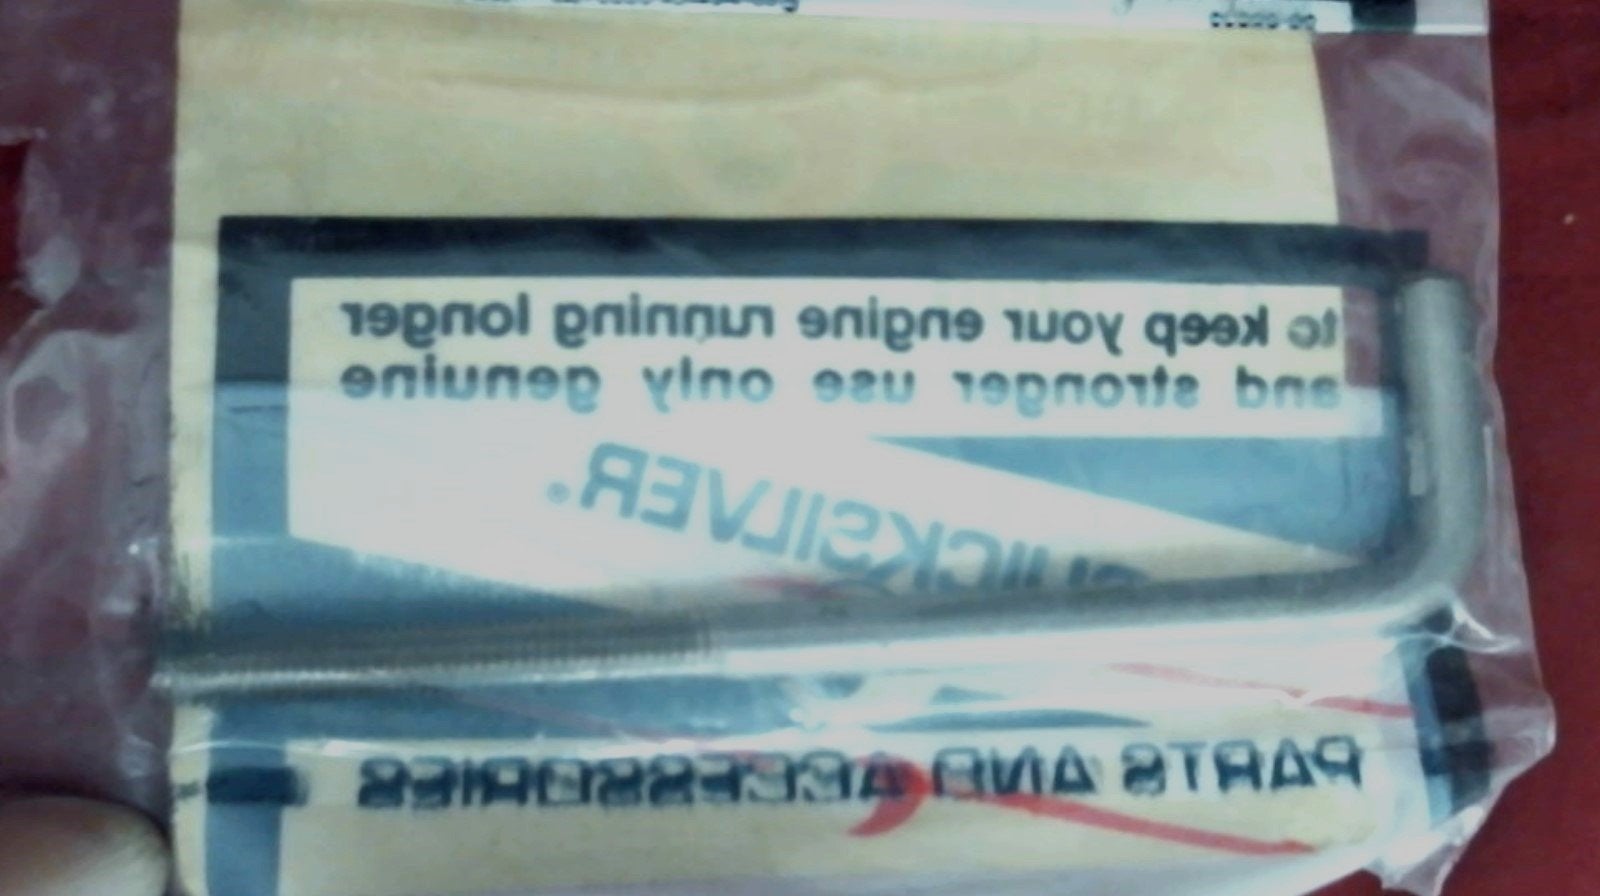 to keep your engine running longer
and stronger use only genuine
QUICKSILVER®
PARTS AND ACCESSORIES